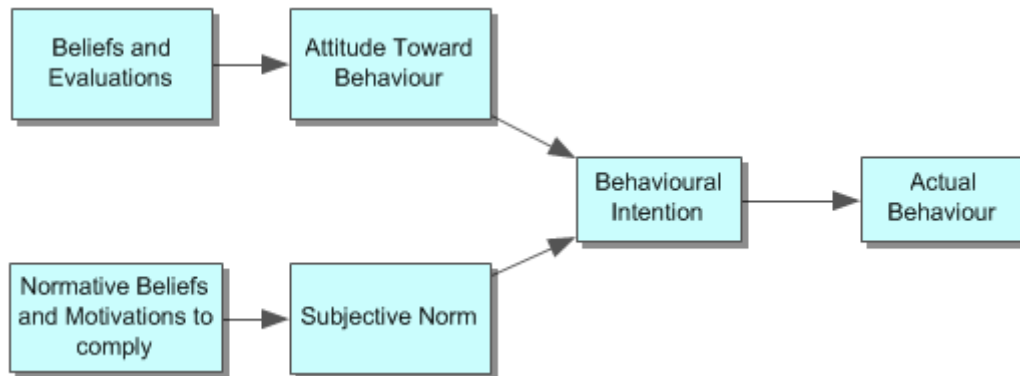 Beliefs and
Evaluations
Attitude Toward
Behaviour
Behavioural
Intention
Actual
Behaviour
Normative Beliefs
and Motivations to
comply
Subjective Norm